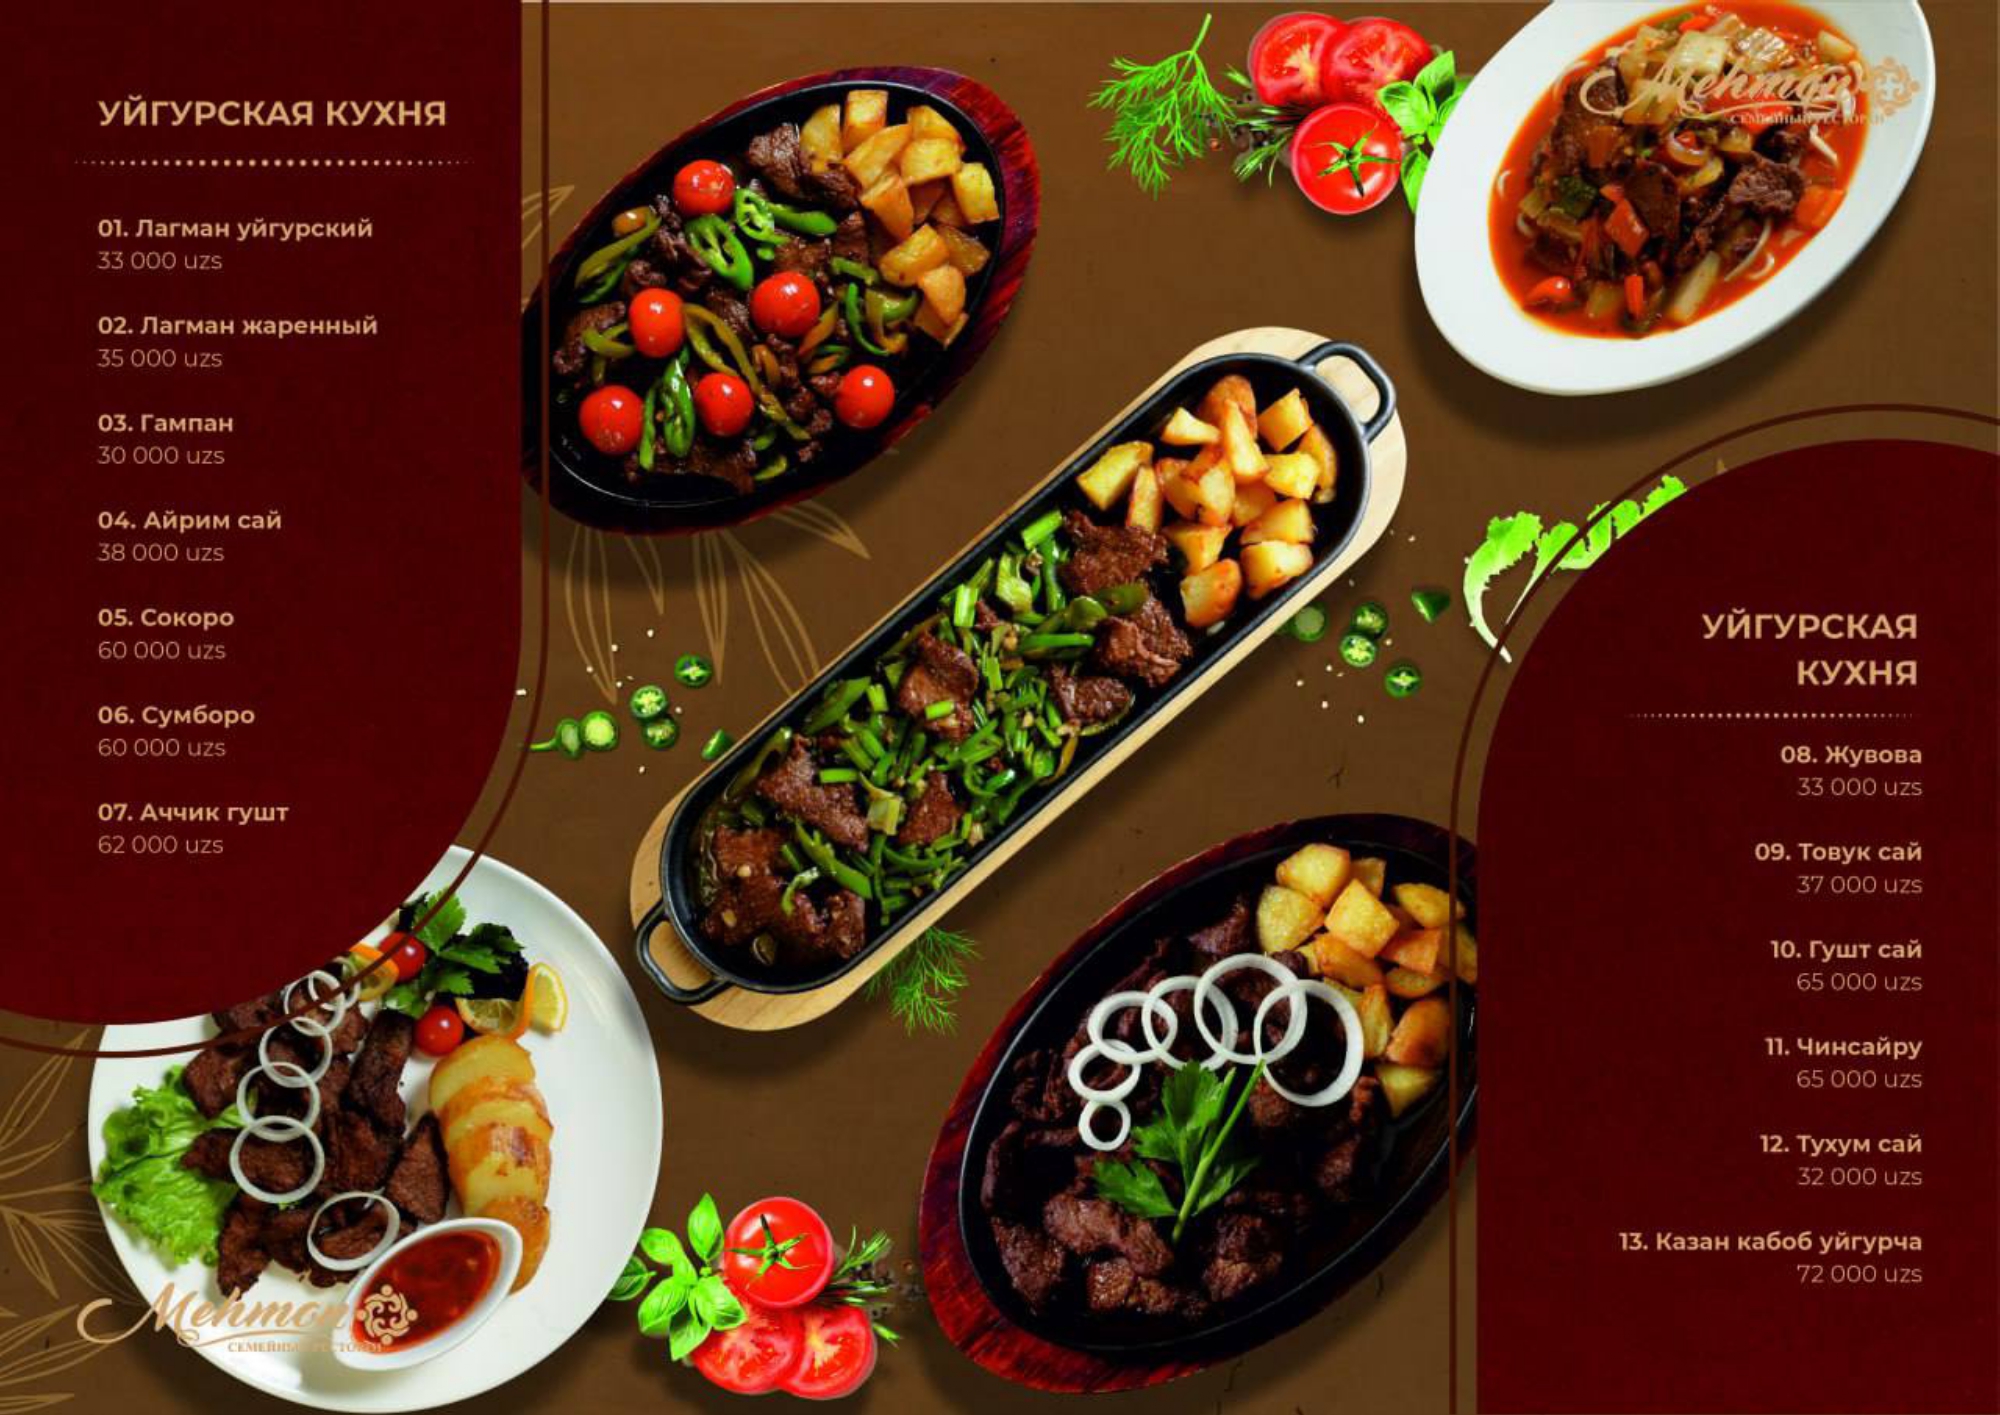 УЙГУРСКАЯ КУХНЯ
01. Лагман уйгурский
33 000 uzs
02. Лагман жаренный
35 000 uzs
03. Гампан
30 000 uzs
04. Айрим сай
38 000 uzs
05. Сокоро
60 000 uzs
06. Сумборо
60 000 uzs
07. Аччик гушт
62 000 uzs
Mehmon
СЕМЕЙНЫЙ РЕСТОРАН
Mehmon
СЕМЕЙНЫЙ РЕСТОРАН
УЙГУРСКАЯ
КУХНЯ
08. Жувова
33 000 uzs
09. Товук сай
37 000 uzs
10. Гушт сай
65 000 uzs
11. Чинсайру
65 000 uzs
12. Тухум сай
32 000 uzs
13. Казан кабоб уйгурча
72 000 uzs